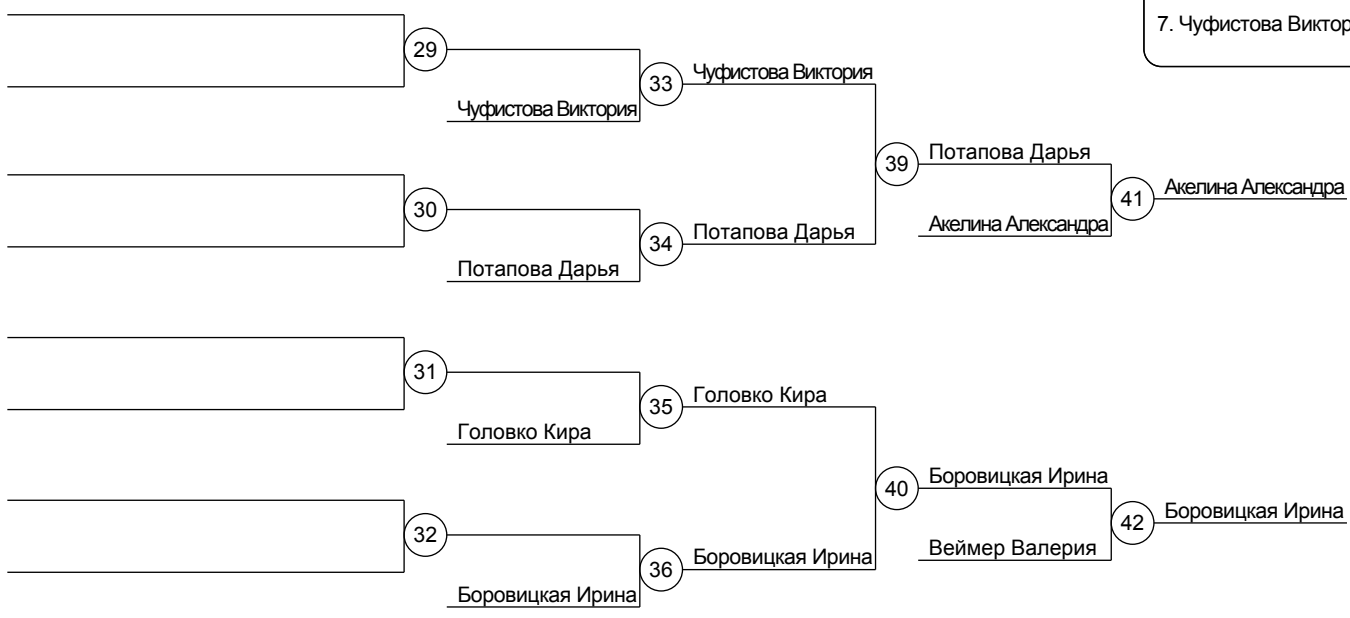 7. Чуфистова Виктор
29
33
Чуфистова Виктория
Чуфистова Виктория
39
Потапова Дарья
30
34
Потапова Дарья
Потапова Дарья
Акелина Александра
41
Акелина Александра
31
35
Головко Кира
Головко Кира
40
Боровицкая Ирина
32
36
Боровицкая Ирина
Боровицкая Ирина
Веймер Валерия
42
Боровицкая Ирина